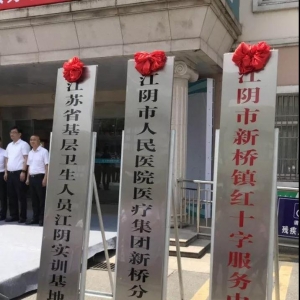 江苏省基层卫生人员江阴实训基地
江阴市人民医院医疗集团新桥分
江阴市新桥镇红十字服务
残疾